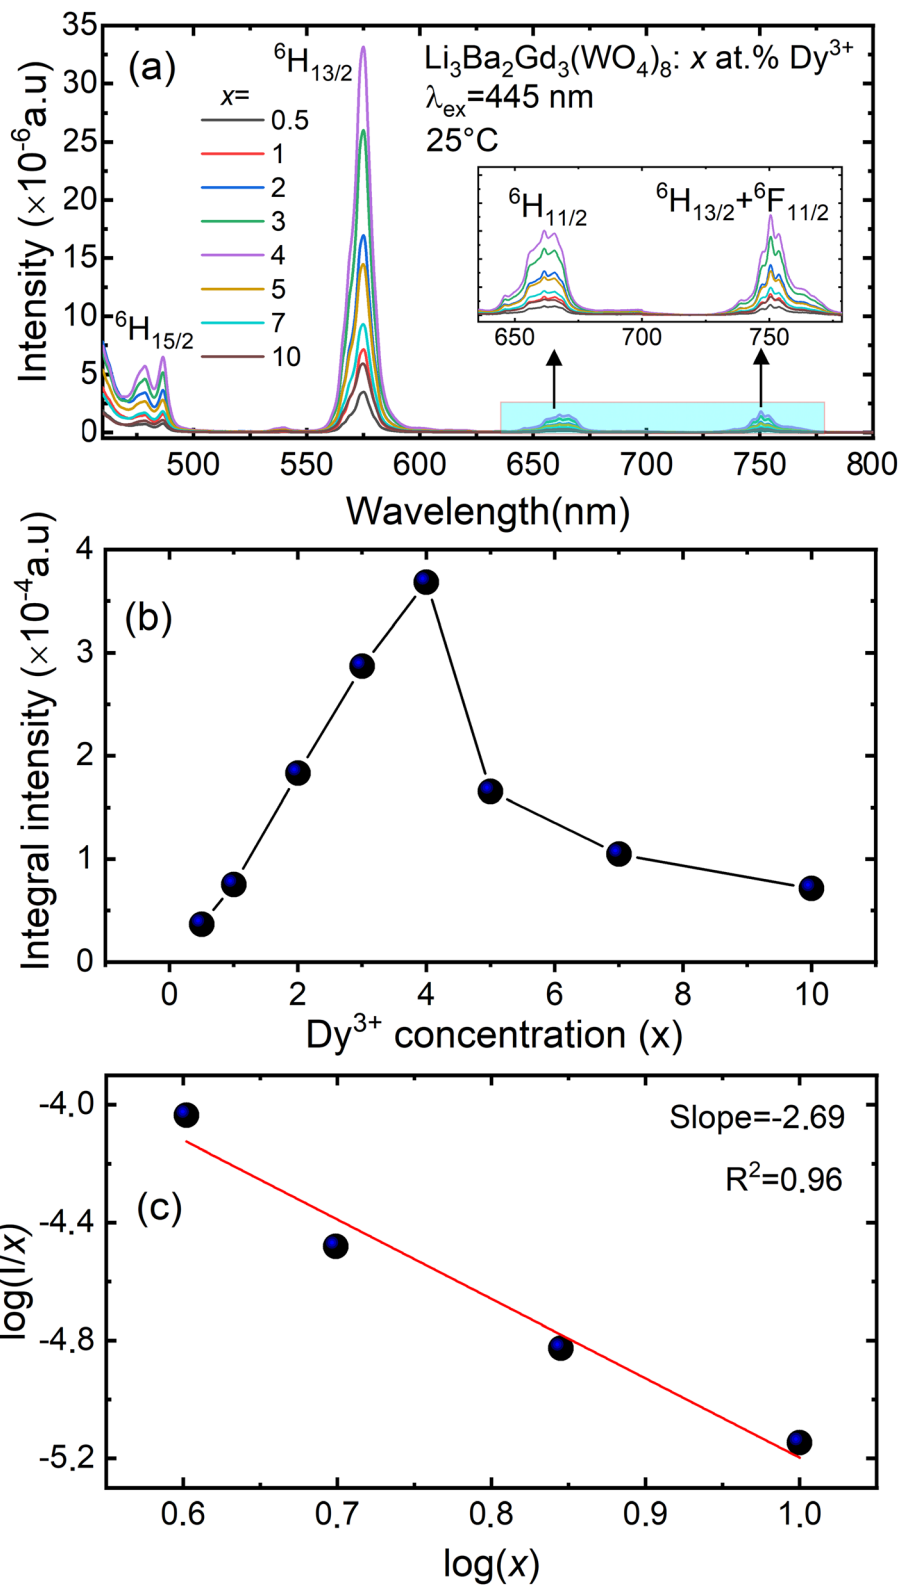 (a)
⁶H₁₃/₂
Li₃Ba₂Gd₃(WO₄)₈: x at.% Dy³⁺
λₑₓ=445 nm
25°C
x=
0.5
1
2
3
4
5
7
10
⁶H₁₅/₂
⁶H₁₁/₂
⁶H₁₃/₂+⁶F₁₁/₂
650 700 750
35
30
25
20
15
10
5
0
Intensity (×10⁻⁶a.u)
500 550 600 650 700 750 800
Wavelength(nm)
(b)
4
3
2
1
0
Integral intensity (×10⁻⁴a.u)
0 2 4 6 8 10
Dy³⁺ concentration (x)
(c)
Slope=-2.69
R²=0.96
-4.0
-4.4
-4.8
-5.2
log(I/x)
0.6 0.7 0.8 0.9 1.0
log(x)